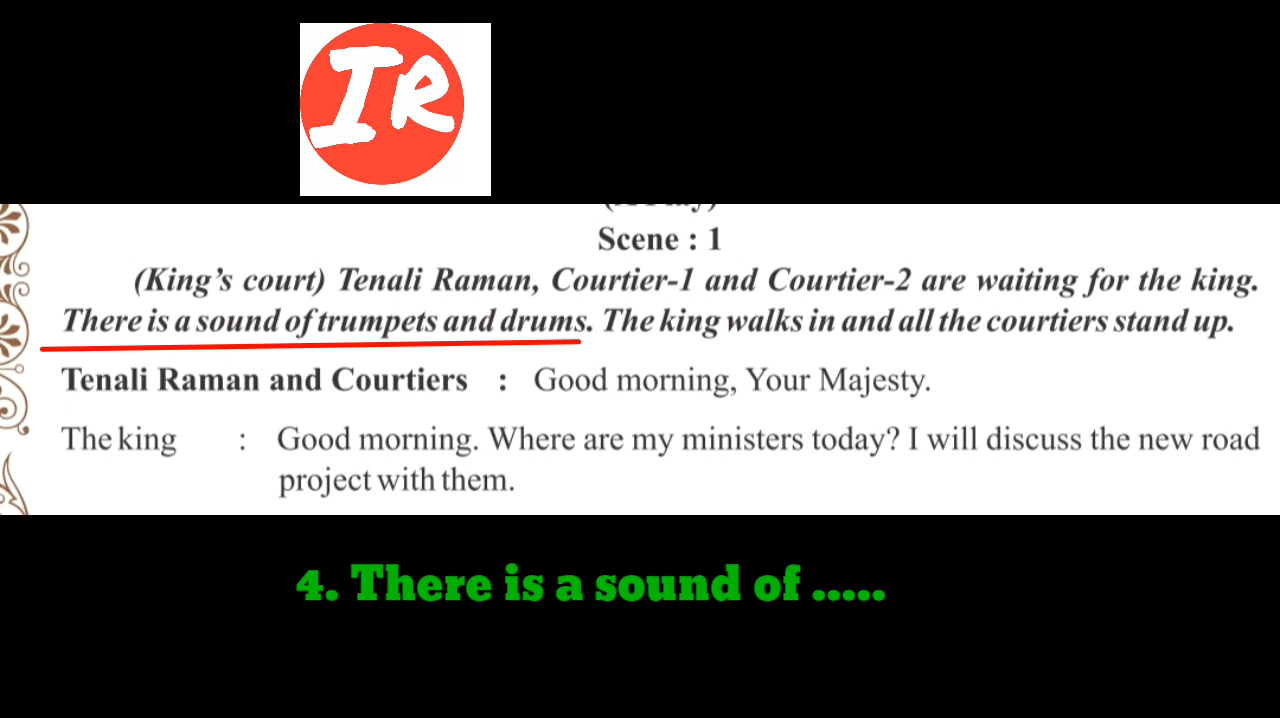 IR
Scene : 1
(King's court) Tenali Raman, Courtier-1 and Courtier-2 are waiting for the king.
There is a sound of trumpets and drums. The king walks in and all the courtiers stand up.
Tenali Raman and Courtiers : Good morning, Your Majesty.
The king : Good morning. Where are my ministers today? I will discuss the new road
project with them.
4. There is a sound of .....